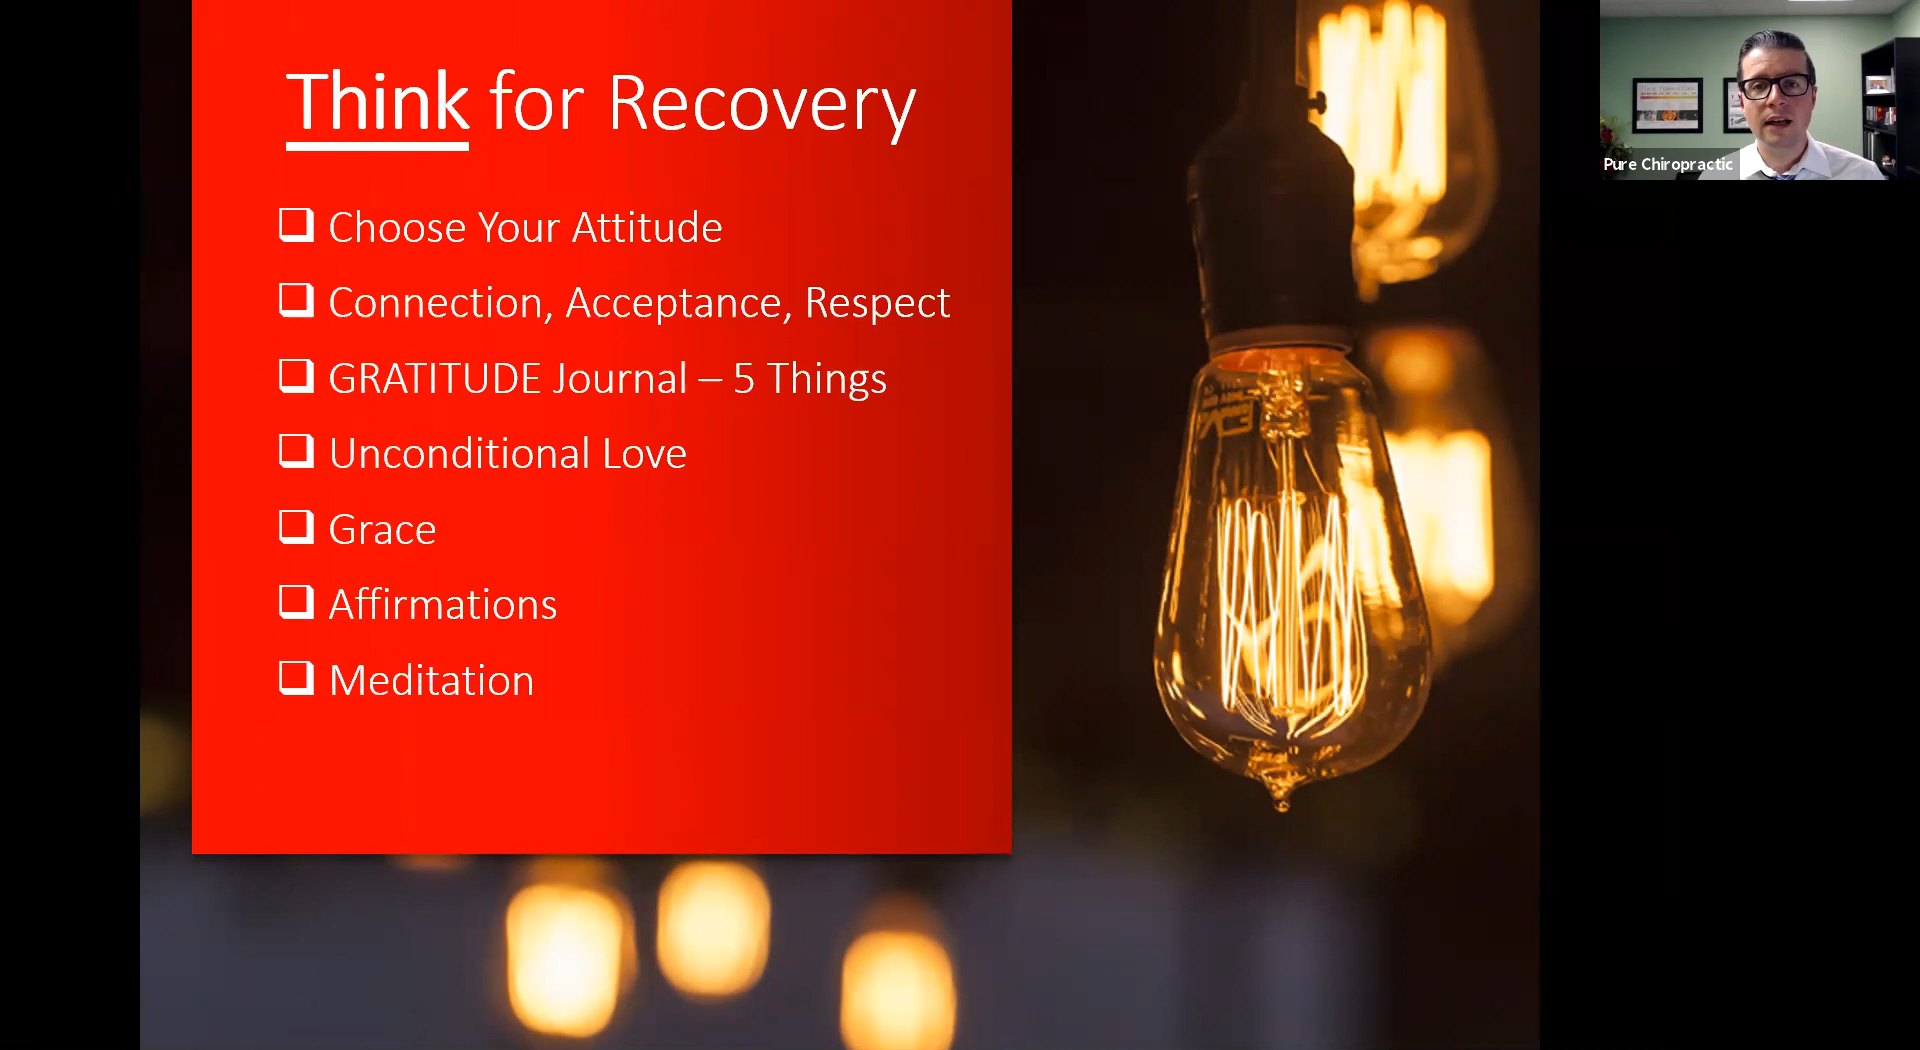 Think for Recovery
Choose Your Attitude
Connection, Acceptance, Respect
GRATITUDE Journal – 5 Things
Unconditional Love
Grace
Affirmations
Meditation
Pure Chiropractic